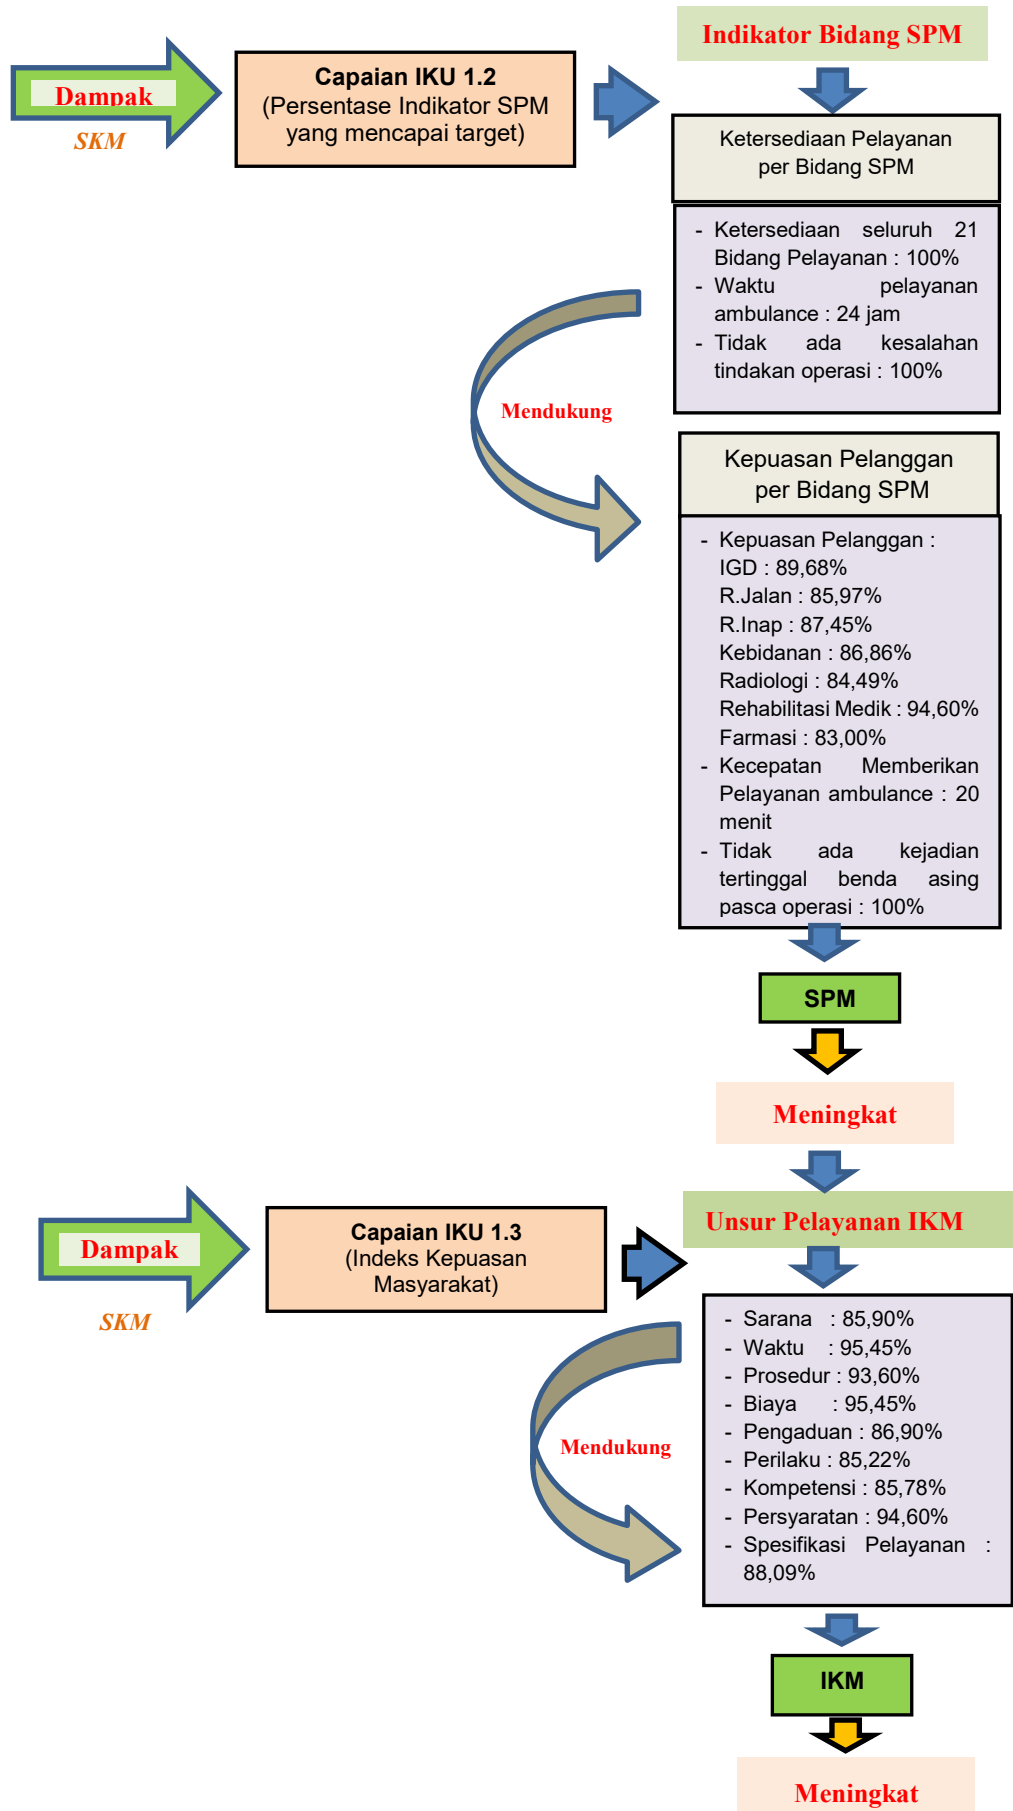 Indikator Bidang SPM
Dampak
SKM
Capaian IKU 1.2
(Persentase Indikator SPM
yang mencapai target)
Ketersediaan Pelayanan
per Bidang SPM
- Ketersediaan seluruh 21
Bidang Pelayanan : 100%
- Waktu pelayanan
ambulance : 24 jam
- Tidak ada kesalahan
tindakan operasi : 100%
Mendukung
Kepuasan Pelanggan
per Bidang SPM
- Kepuasan Pelanggan :
IGD : 89,68%
R.Jalan : 85,97%
R.Inap : 87,45%
Kebidanan : 86,86%
Radiologi : 84,49%
Rehabilitasi Medik : 94,60%
Farmasi : 83,00%
- Kecepatan Memberikan
Pelayanan ambulance : 20
menit
- Tidak ada kejadian
tertinggal benda asing
pasca operasi : 100%
SPM
Meningkat
Dampak
SKM
Capaian IKU 1.3
(Indeks Kepuasan
Masyarakat)
Unsur Pelayanan IKM
- Sarana : 85,90%
- Waktu : 95,45%
- Prosedur : 93,60%
- Biaya : 95,45%
- Pengaduan : 86,90%
- Perilaku : 85,22%
- Kompetensi : 85,78%
- Persyaratan : 94,60%
- Spesifikasi Pelayanan :
88,09%
Mendukung
IKM
Meningkat